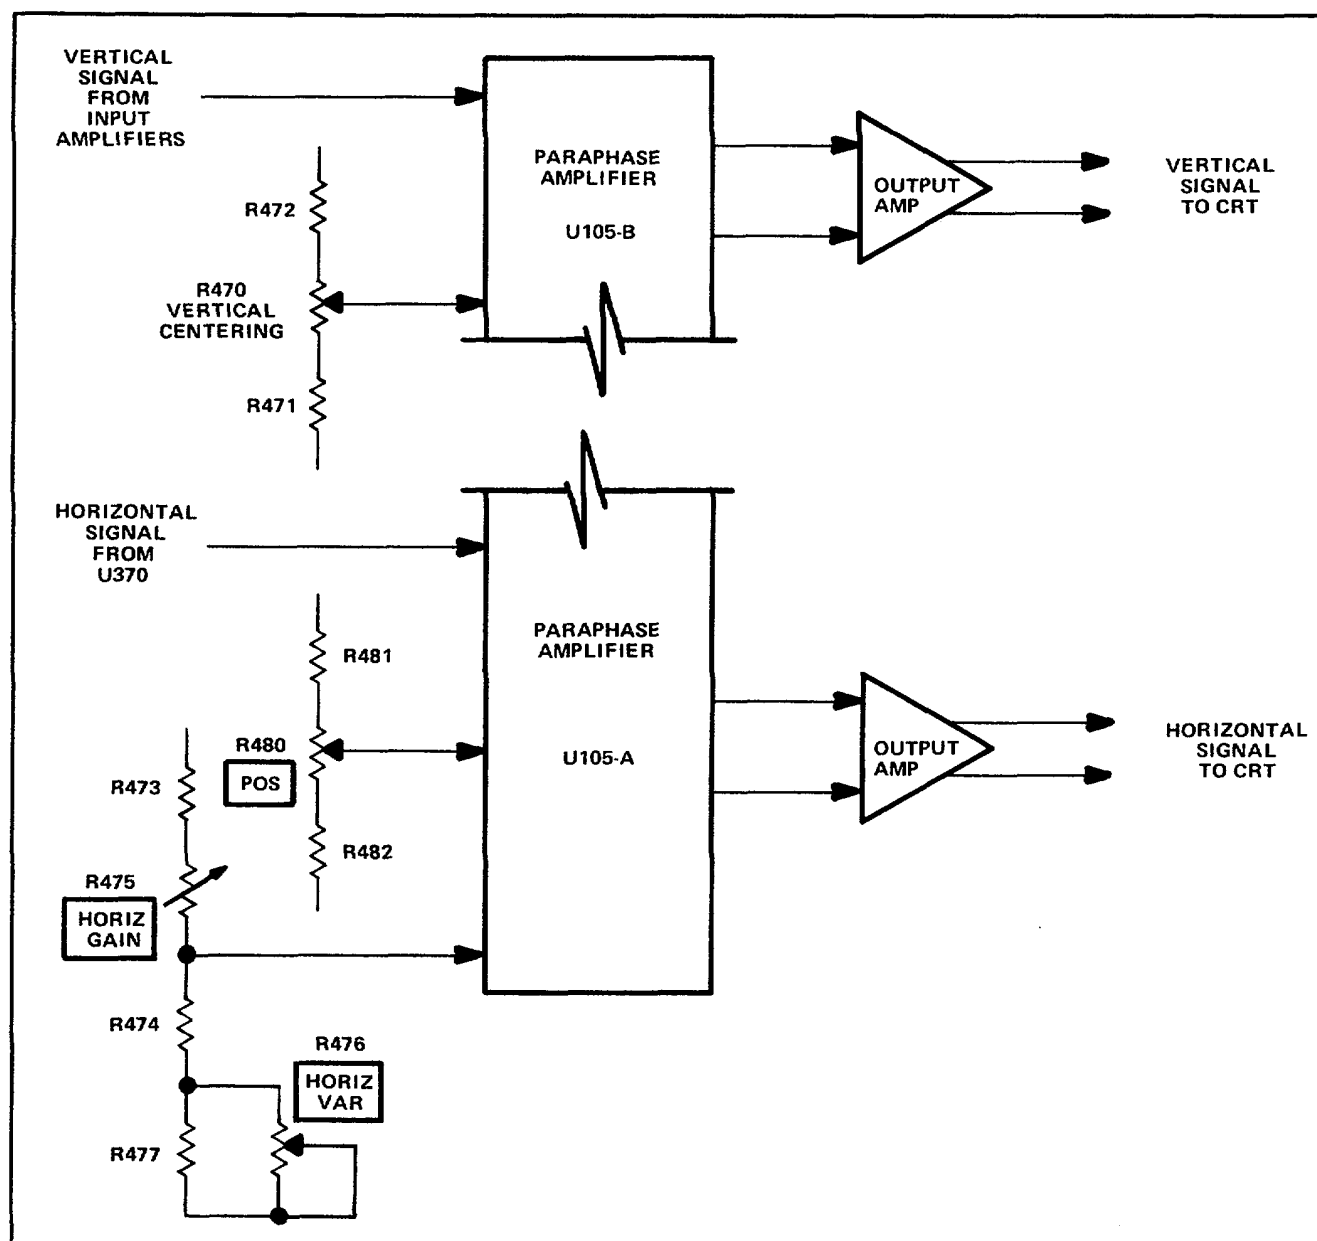 VERTICAL
SIGNAL
FROM
INPUT
AMPLIFIERS
PARAPHASE
AMPLIFIER
U105-B
OUTPUT
AMP
VERTICAL
SIGNAL
TO CRT
R472
R470
VERTICAL
CENTERING
R471
HORIZONTAL
SIGNAL
FROM
U370
PARAPHASE
AMPLIFIER
U105-A
OUTPUT
AMP
HORIZONTAL
SIGNAL
TO CRT
R481
R480
POS
R482
R473
R475
HORIZ
GAIN
R474
R476
HORIZ
VAR
R477